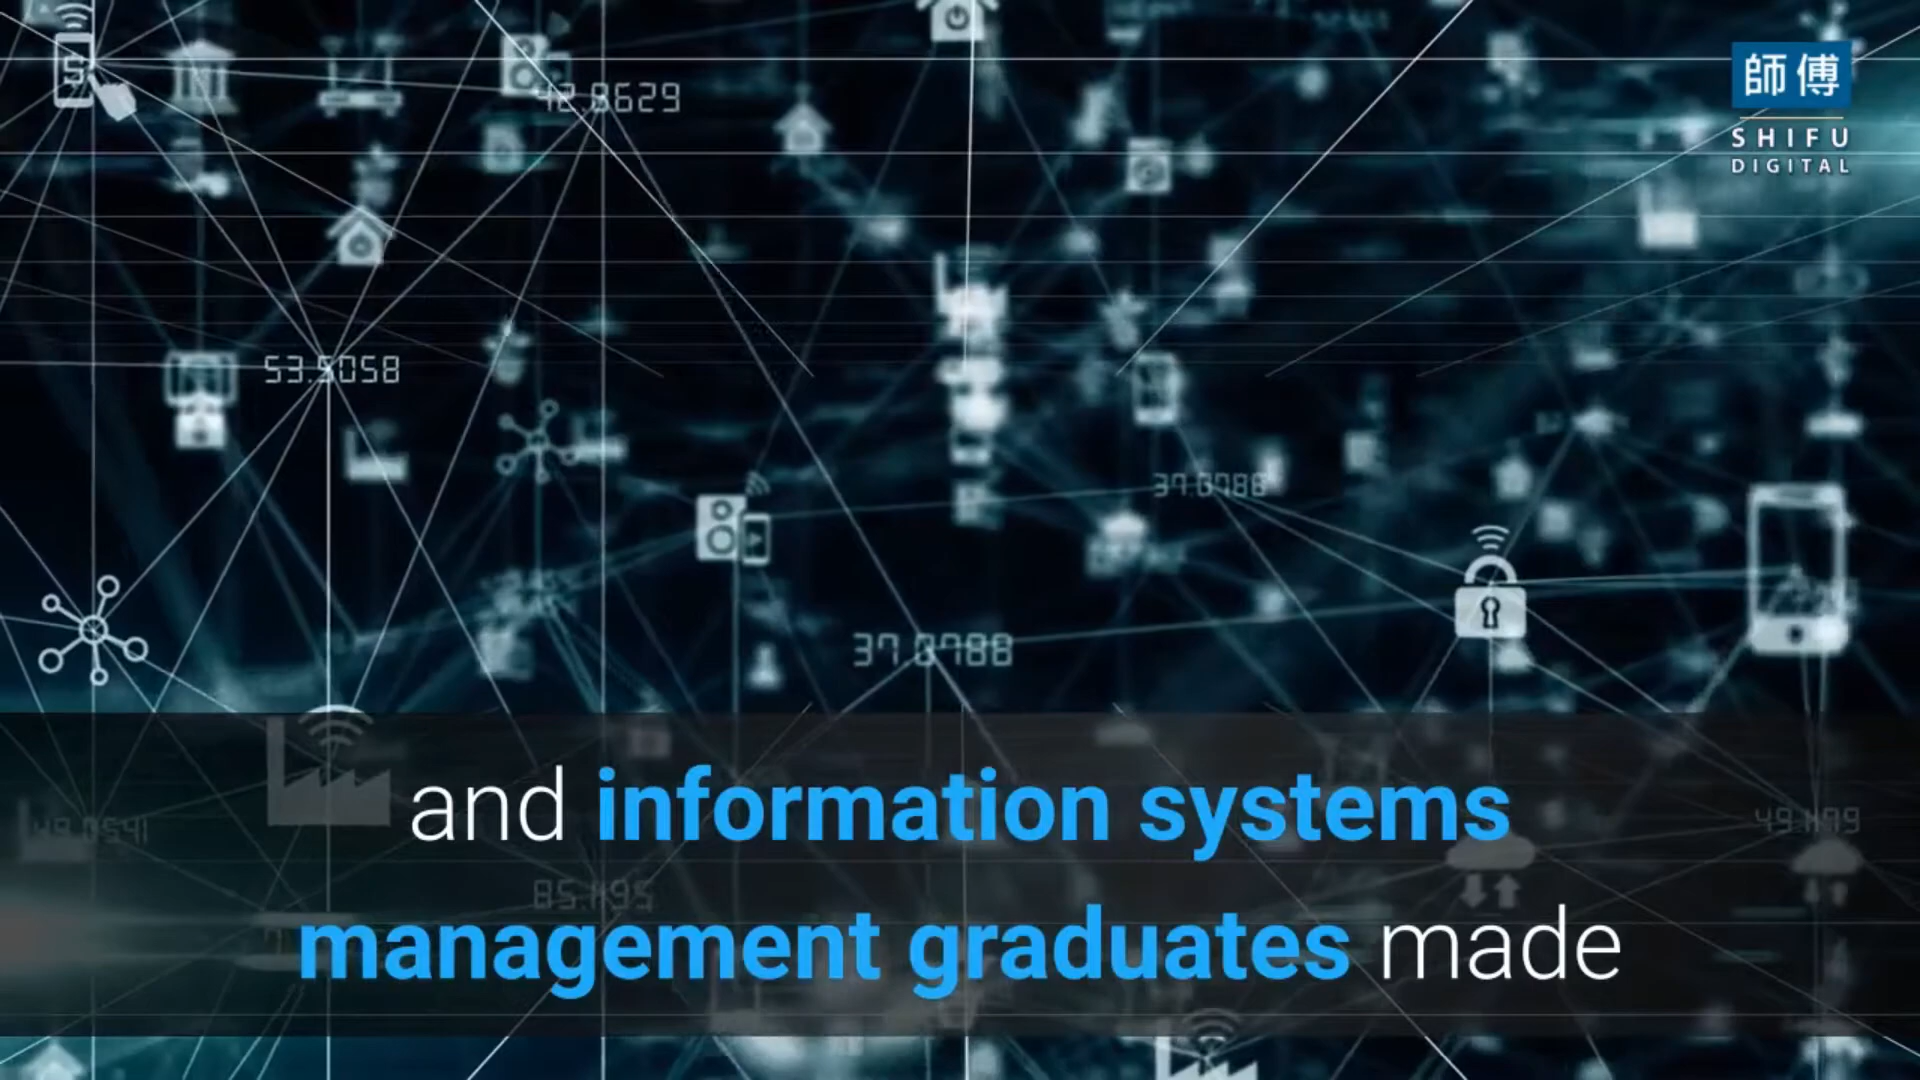 師傅
SHIFU
DIGITAL
42.8629
53.5058
37.0788
37.0788
and information systems
management graduates made